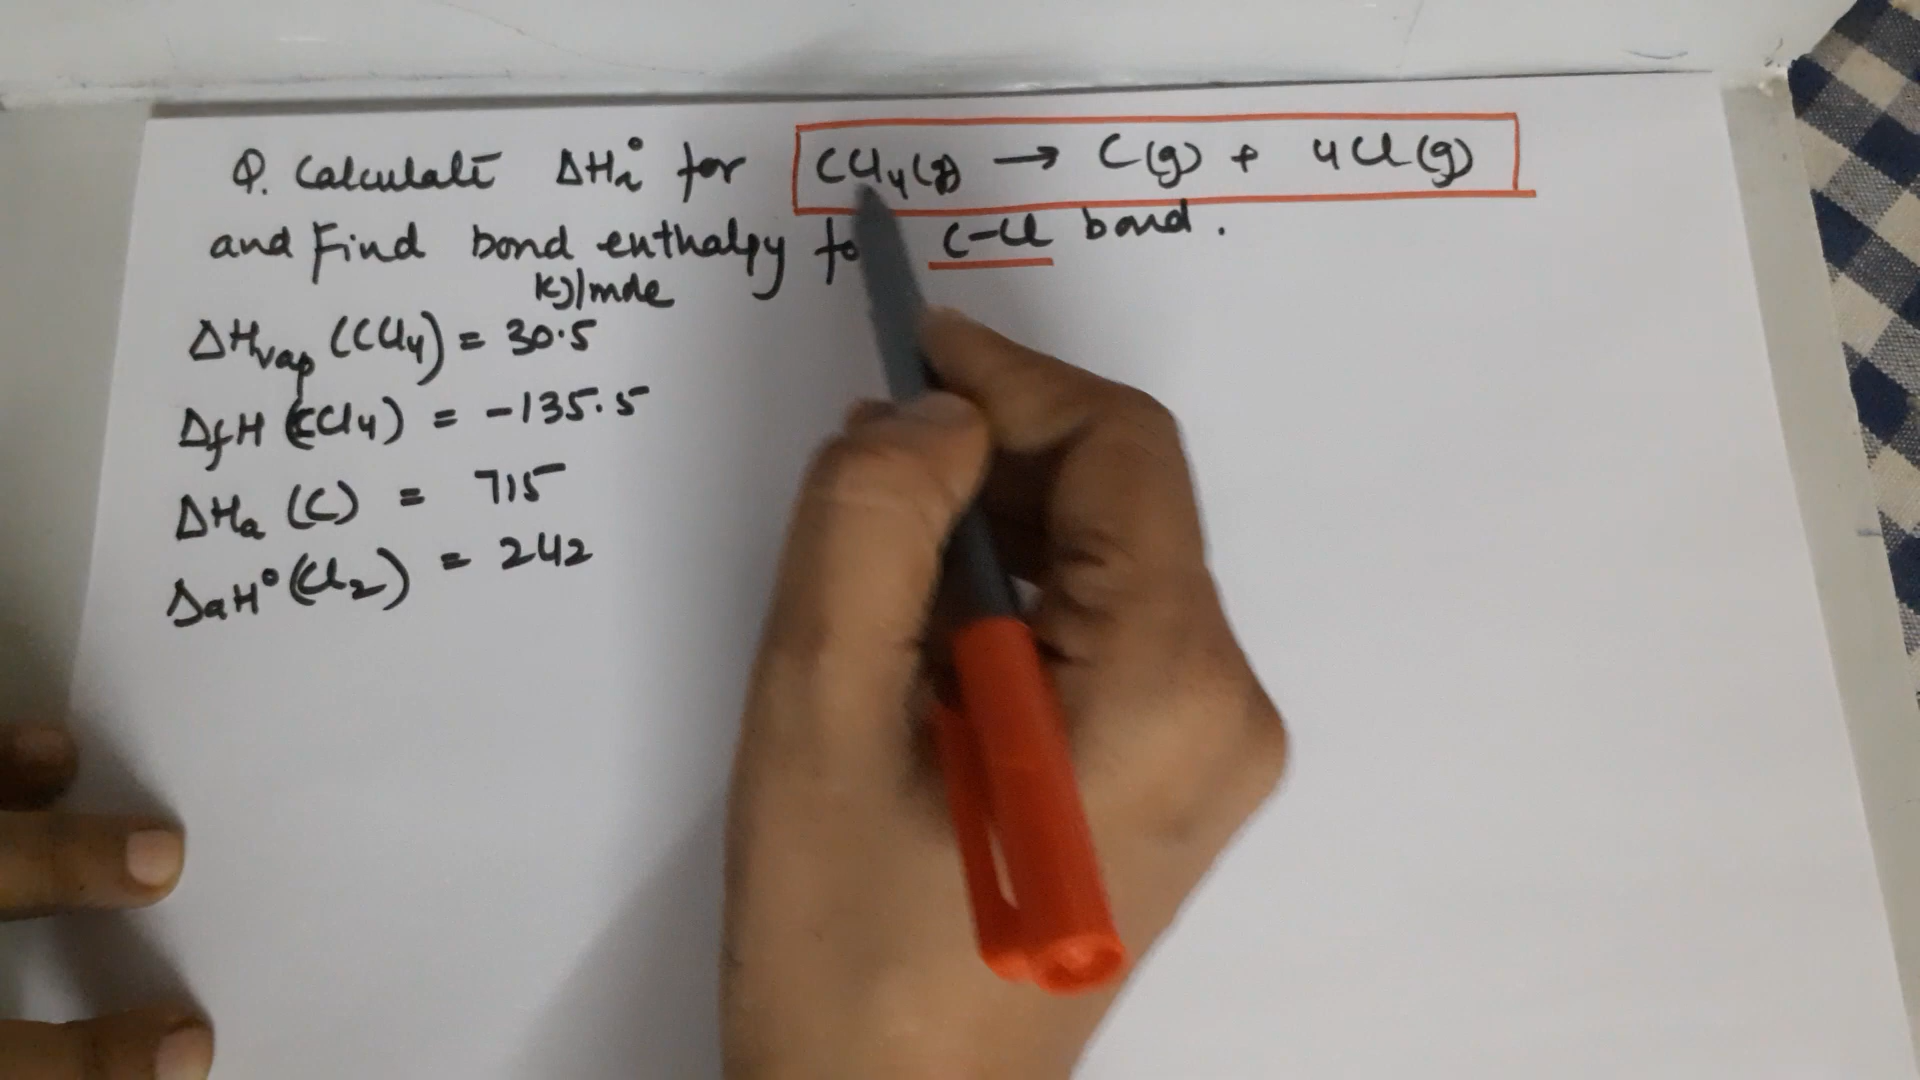 Q. Calculate ΔHr° for CCl4(g) → C(g) + 4Cl(g)
and Find bond enthalpy fo C-Cl bond.
KJ/mole
ΔHvap (CCl4) = 30.5
ΔfH (CCl4) = -135.5
ΔHa (C) = 715
ΔaH° (Cl2) = 242